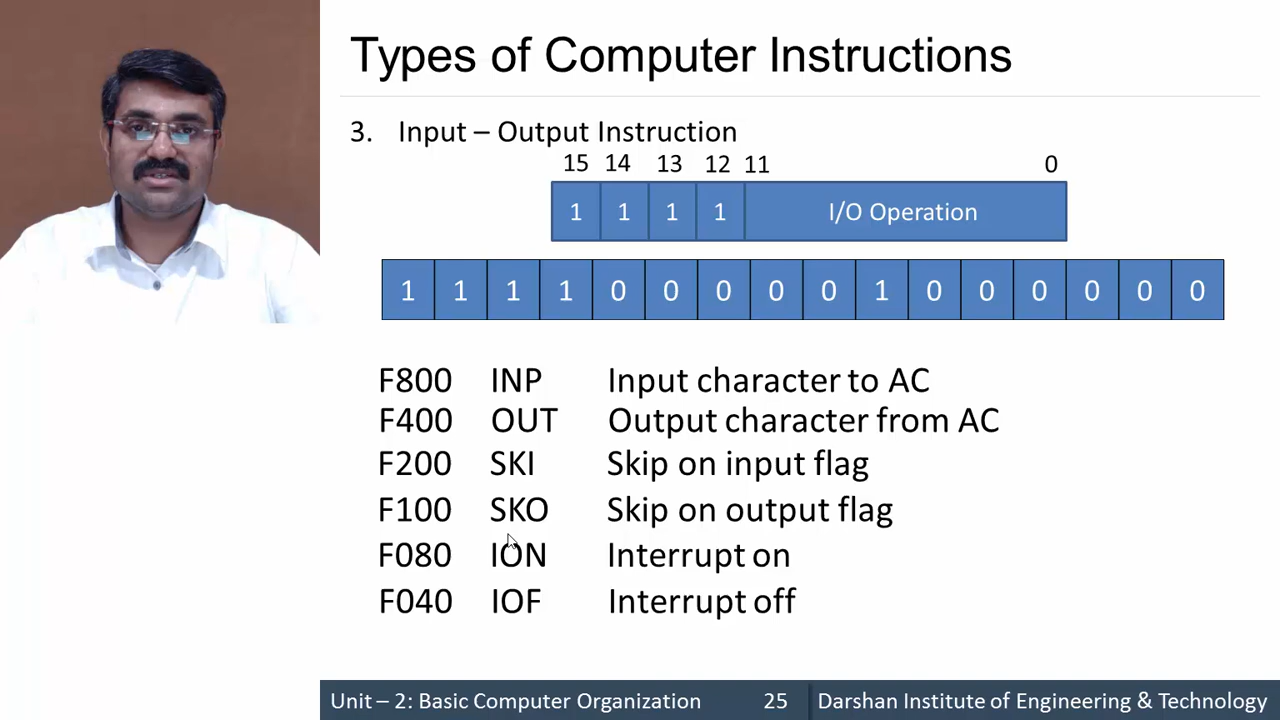 Types of Computer Instructions
3. Input – Output Instruction
15 14 13 12 11 0
1 1 1 1 I/O Operation
1 1 1 1 0 0 0 0 0 1 0 0 0 0 0 0
F800 INP Input character to AC
F400 OUT Output character from AC
F200 SKI Skip on input flag
F100 SKO Skip on output flag
F080 ION Interrupt on
F040 IOF Interrupt off
Unit – 2: Basic Computer Organization 25 Darshan Institute of Engineering & Technology